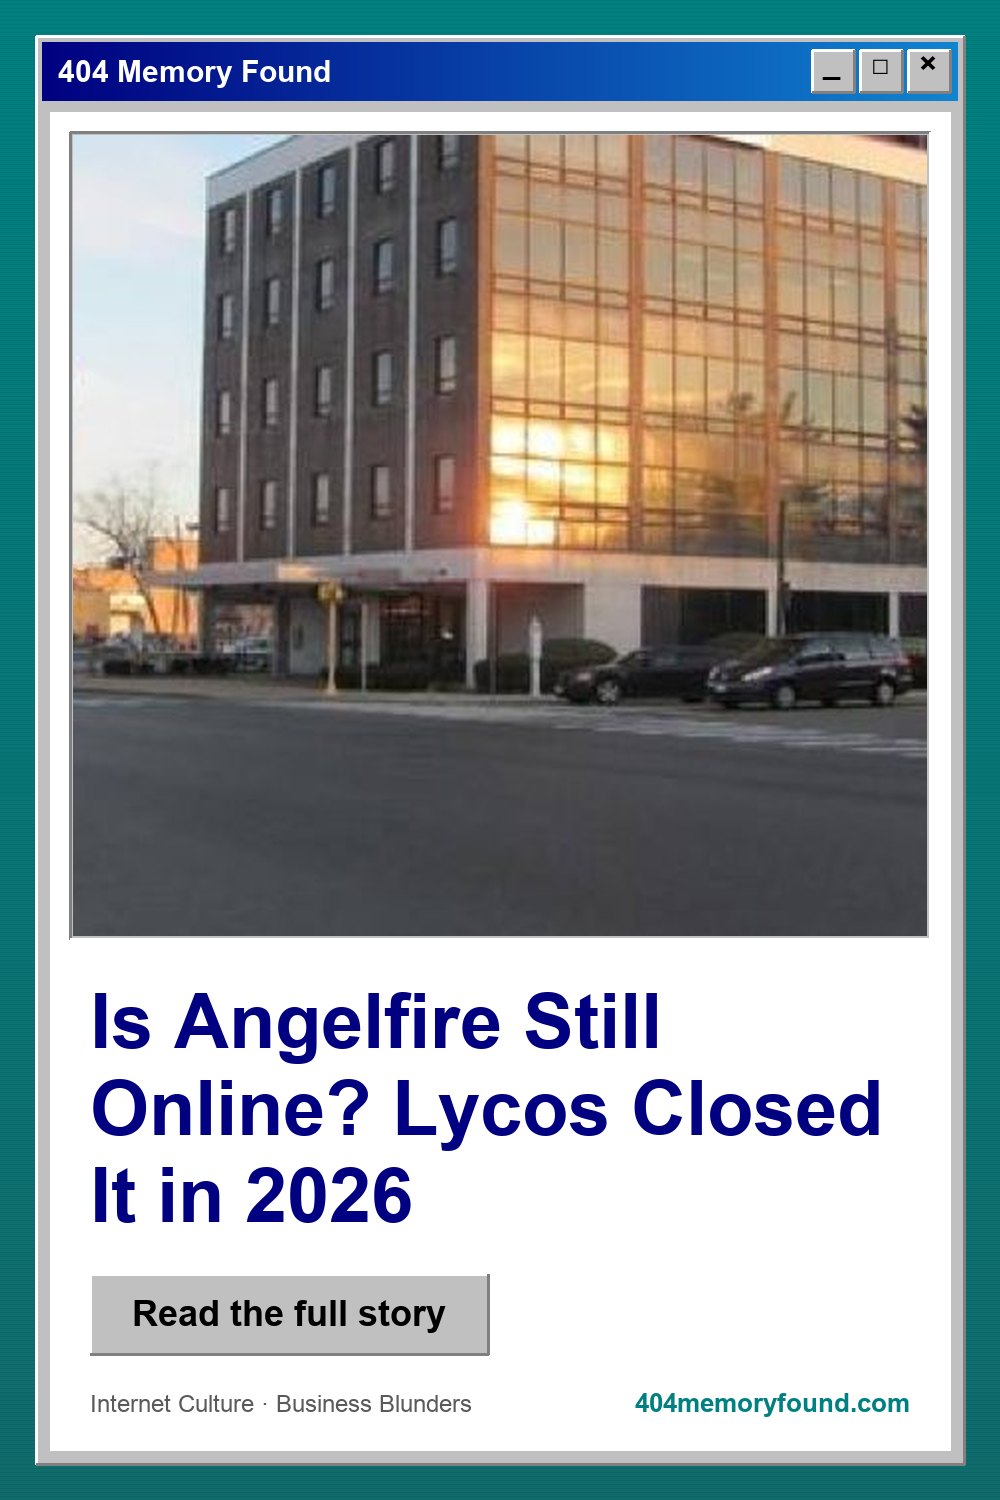 404 Memory Found
Is Angelfire Still
Online? Lycos Closed
It in 2026
Read the full story
Internet Culture · Business Blunders
404memoryfound.com